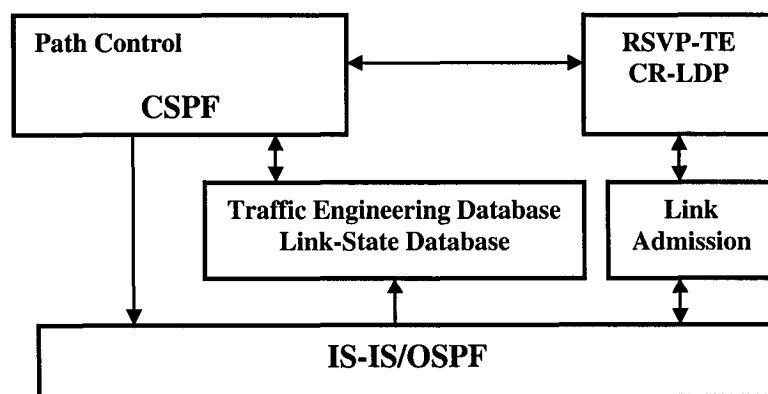 Path Control
CSPF
RSVP-TE
CR-LDP
Traffic Engineering Database
Link-State Database
Link
Admission
IS-IS/OSPF